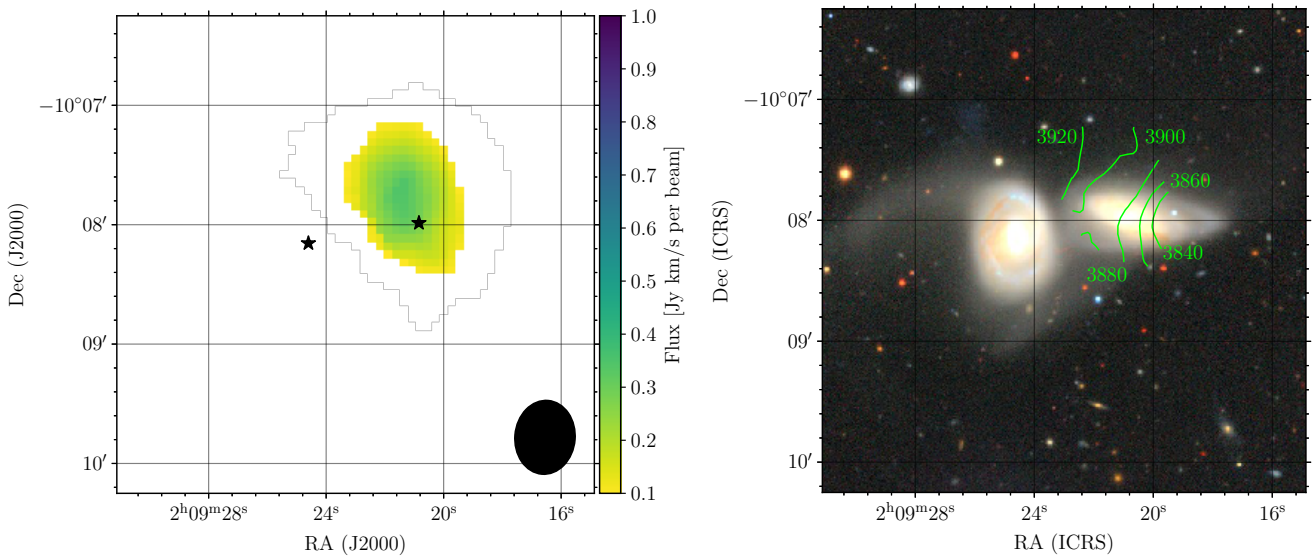 −10°07′
08′
09′
10′
Dec (J2000)
2ʰ09ᵐ28ˢ
24ˢ
20ˢ
16ˢ
RA (J2000)
1.0
0.9
0.8
0.7
0.6
0.5
0.4
0.3
0.2
0.1
Flux [Jy km/s per beam]
−10°07′
08′
09′
10′
Dec (ICRS)
3920
3900
3860
3840
3880
2ʰ09ᵐ28ˢ
24ˢ
20ˢ
16ˢ
RA (ICRS)